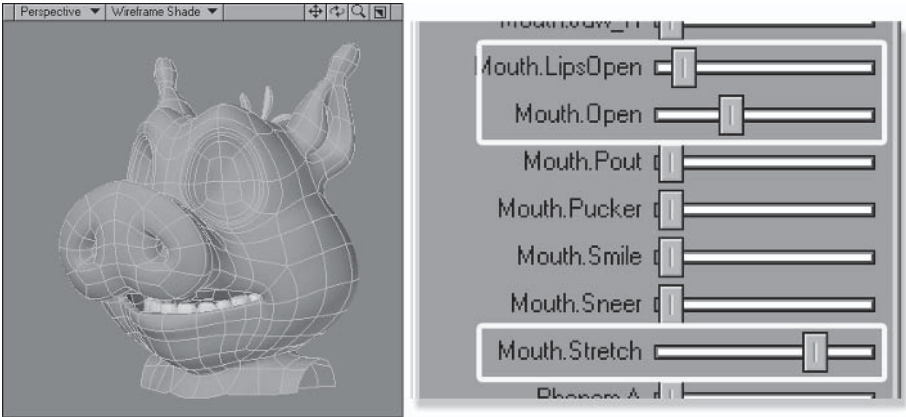 Perspective Wireframe Shade
Mouth.LipsOpen
Mouth.Open
Mouth.Pout
Mouth.Pucker
Mouth.Smile
Mouth.Sneer
Mouth.Stretch